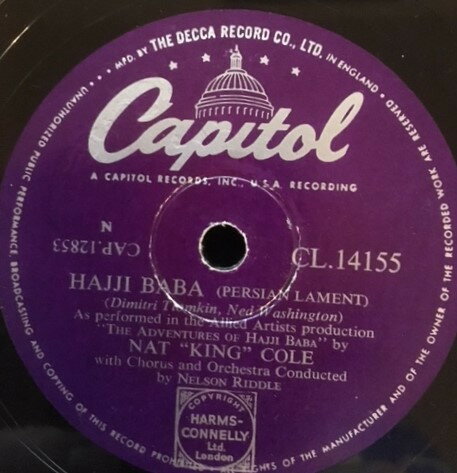 MFD. BY THE DECCA RECORD CO., LTD. IN ENGLAND
Capitol
A CAPITOL RECORDS, INC., U.S.A. RECORDING
N
CAP.12853
CL.14155
HAJJI BABA (PERSIAN LAMENT)
(Dimitri Tiomkin, Ned Washington)
As performed in the Allied Artists production
"THE ADVENTURES OF HAJJI BABA" by
NAT "KING" COLE
with Chorus and Orchestra Conducted
by NELSON RIDDLE
COPYRIGHT
HARMS-
CONNELLY
Ltd.
London
UNAUTHORIZED PUBLIC PERFORMANCE, BROADCASTING AND COPYING OF THIS RECORD PROHIBITED
RIGHTS OF THE MANUFACTURER AND OF THE OWNER OF THE RECORDED WORK ARE RESERVED